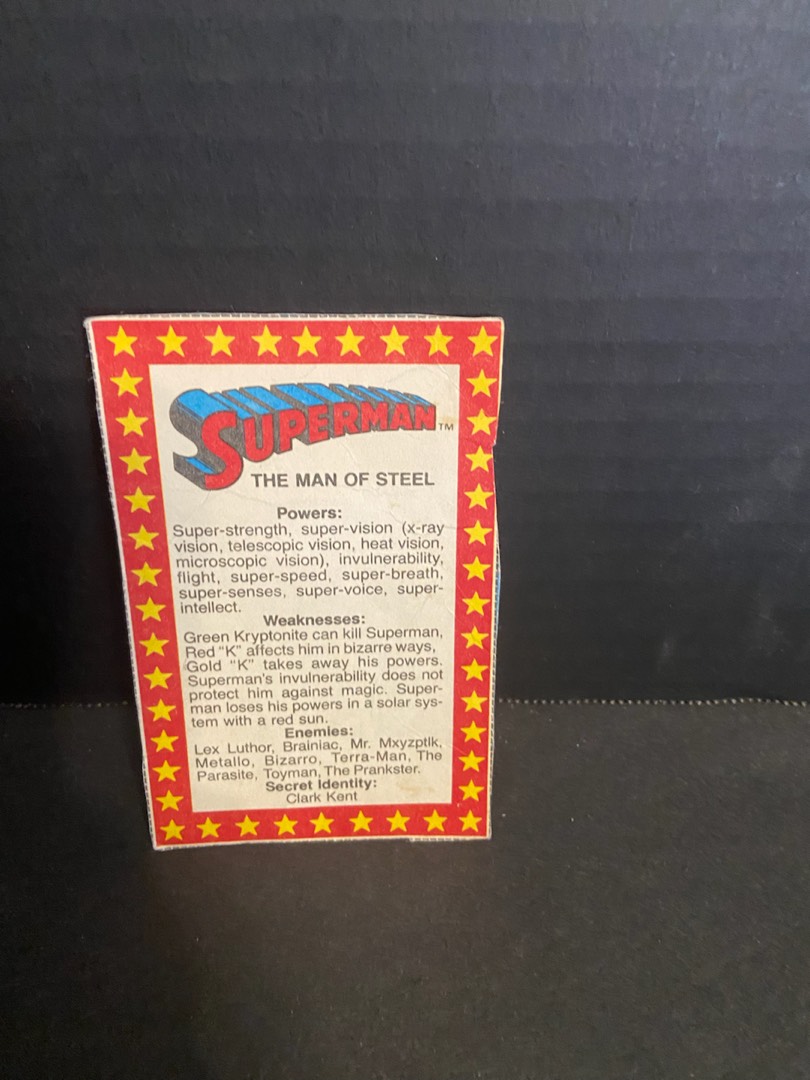 SUPERMAN TM
THE MAN OF STEEL
Powers:
Super-strength, super-vision (x-ray
vision, telescopic vision, heat vision,
microscopic vision), invulnerability,
flight, super-speed, super-breath,
super-senses, super-voice, super-
intellect.
Weaknesses:
Green Kryptonite can kill Superman,
Red "K" affects him in bizarre ways,
Gold "K" takes away his powers.
Superman's invulnerability does not
protect him against magic. Super-
man loses his powers in a solar sys-
tem with a red sun.
Enemies:
Lex Luthor, Brainiac, Mr. Mxyzptlk,
Metallo, Bizarro, Terra-Man, The
Parasite, Toyman, The Prankster.
Secret Identity:
Clark Kent